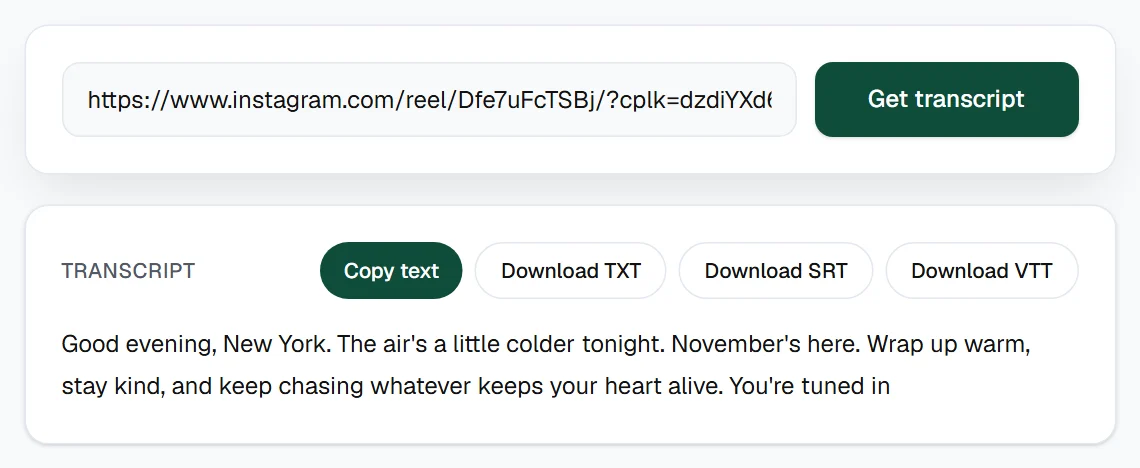 https://www.instagram.com/reel/Dfe7uFcTSBj/?cplk=dzdiYXd6
Get transcript
TRANSCRIPT
Copy text
Download TXT
Download SRT
Download VTT
Good evening, New York. The air's a little colder tonight. November's here. Wrap up warm,
stay kind, and keep chasing whatever keeps your heart alive. You're tuned in